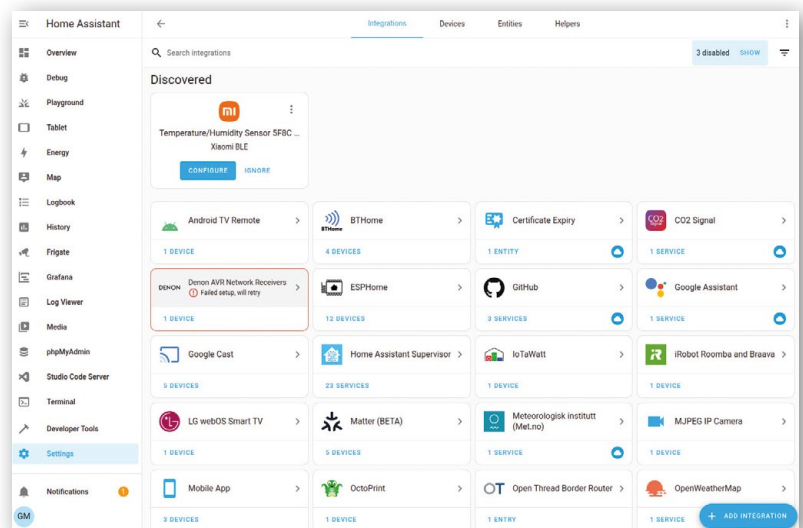 Home Assistant
Overview
Debug
Playground
Tablet
Energy
Map
Logbook
History
Frigate
Grafana
Log Viewer
Media
phpMyAdmin
Studio Code Server
Terminal
Developer Tools
Settings
Notifications 1
GM
Integrations Devices Entities Helpers
Search integrations
3 disabled SHOW
Discovered
mi
Temperature/Humidity Sensor 5F8C ...
Xiaomi BLE
CONFIGURE IGNORE
Android TV Remote
1 DEVICE
BTHome
BTHome
4 DEVICES
Certificate Expiry
1 ENTITY
CO2 Signal
CO2
Signal
1 SERVICE
DENON
Denon AVR Network Receivers
Failed setup, will retry
1 DEVICE
ESPHome
12 DEVICES
GitHub
3 SERVICES
Google Assistant
1 SERVICE
Google Cast
5 DEVICES
Home Assistant Supervisor
23 SERVICES
IoTaWatt
1 DEVICE
iRobot Roomba and Braava
1 DEVICE
LG
LG webOS Smart TV
1 DEVICE
Matter (BETA)
5 DEVICES
Meteorologisk institutt
(Met.no)
1 SERVICE
MJPEG IP Camera
1 DEVICE
Mobile App
3 DEVICES
OctoPrint
1 DEVICE
OT
Open Thread Border Router
1 ENTRY
OpenWeatherMap
1 SERVICE
+ ADD INTEGRATION